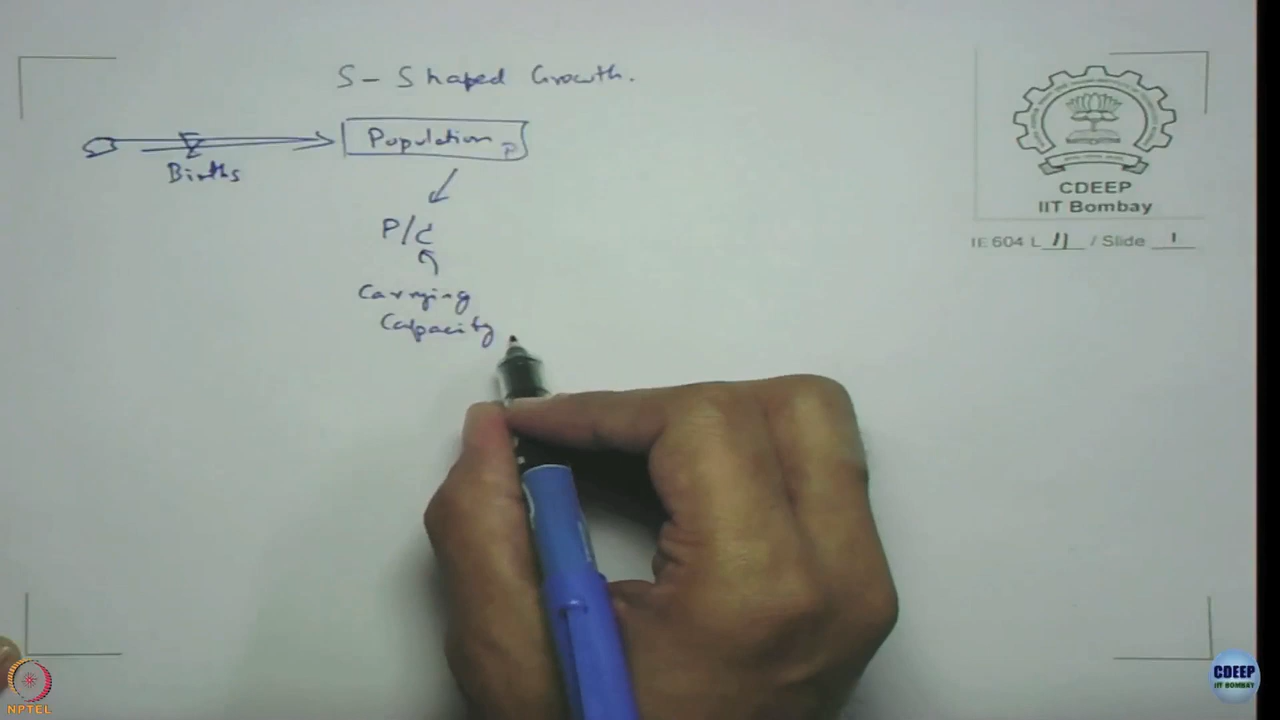 S- Shaped Growth.
Population P
Births
P/C
Carrying
Capacity
CDEEP
IIT Bombay
IE 604 L 11 / Slide 1
NPTEL
CDEEP
IIT BOMBAY